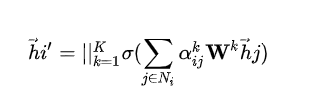 $\vec{h}i' = ||_{k=1}^{K} \sigma(\sum_{j \in N_i} \alpha_{ij}^{k} \mathbf{W}^{k} \vec{h}j)$